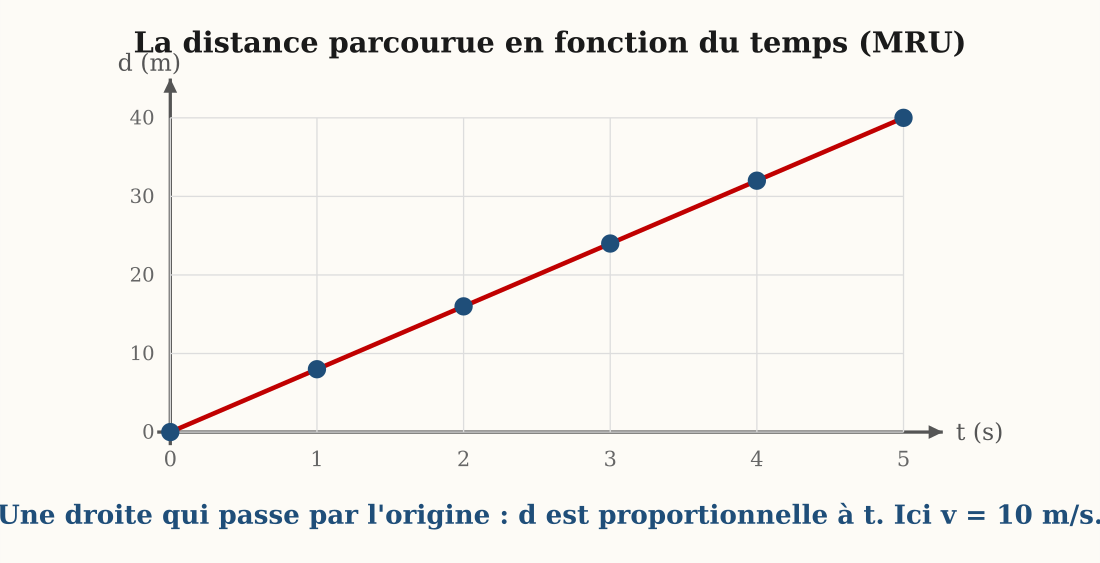 La distance parcourue en fonction du temps (MRU)
d (m)
40
30
20
10
0
0 1 2 3 4 5
t (s)
Une droite qui passe par l'origine : d est proportionnelle à t. Ici v = 10 m/s.